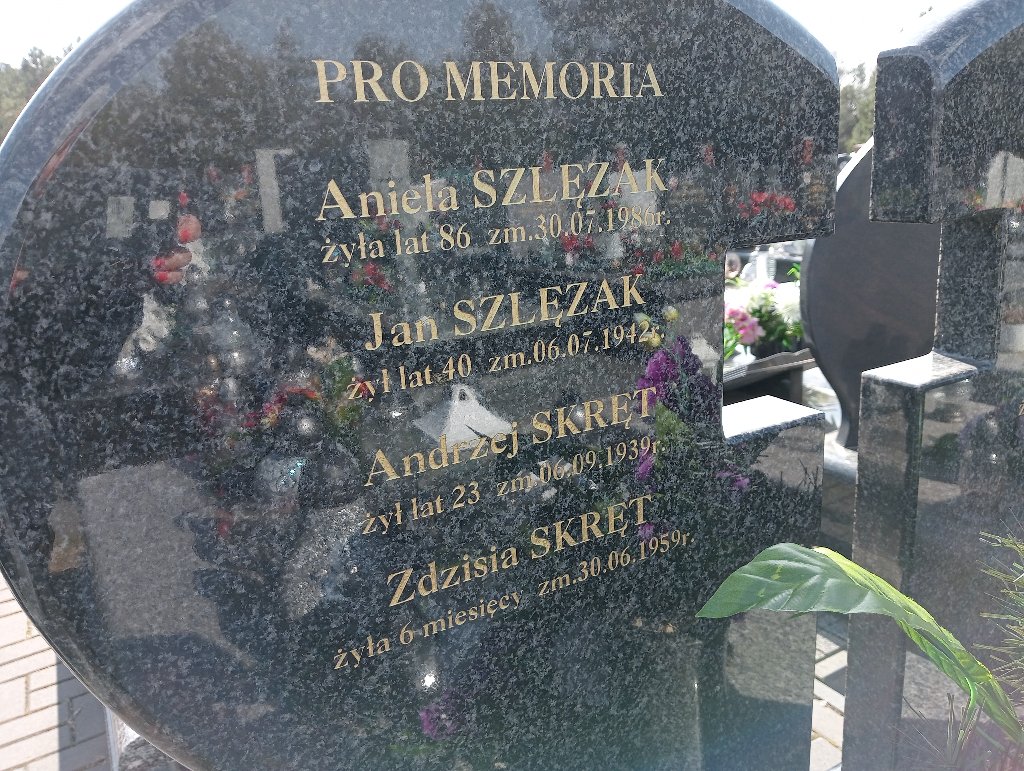 PRO MEMORIA
Aniela SZLĘZAK
żyła lat 86 zm.30.07.1986r.
Jan SZLĘZAK
żył lat 40 zm.06.07.1942r.
Andrzej SKRĘT
żył lat 23 zm.06.09.1939r.
Zdzisia SKRĘT
żyła 6 miesięcy zm.30.06.1959r.